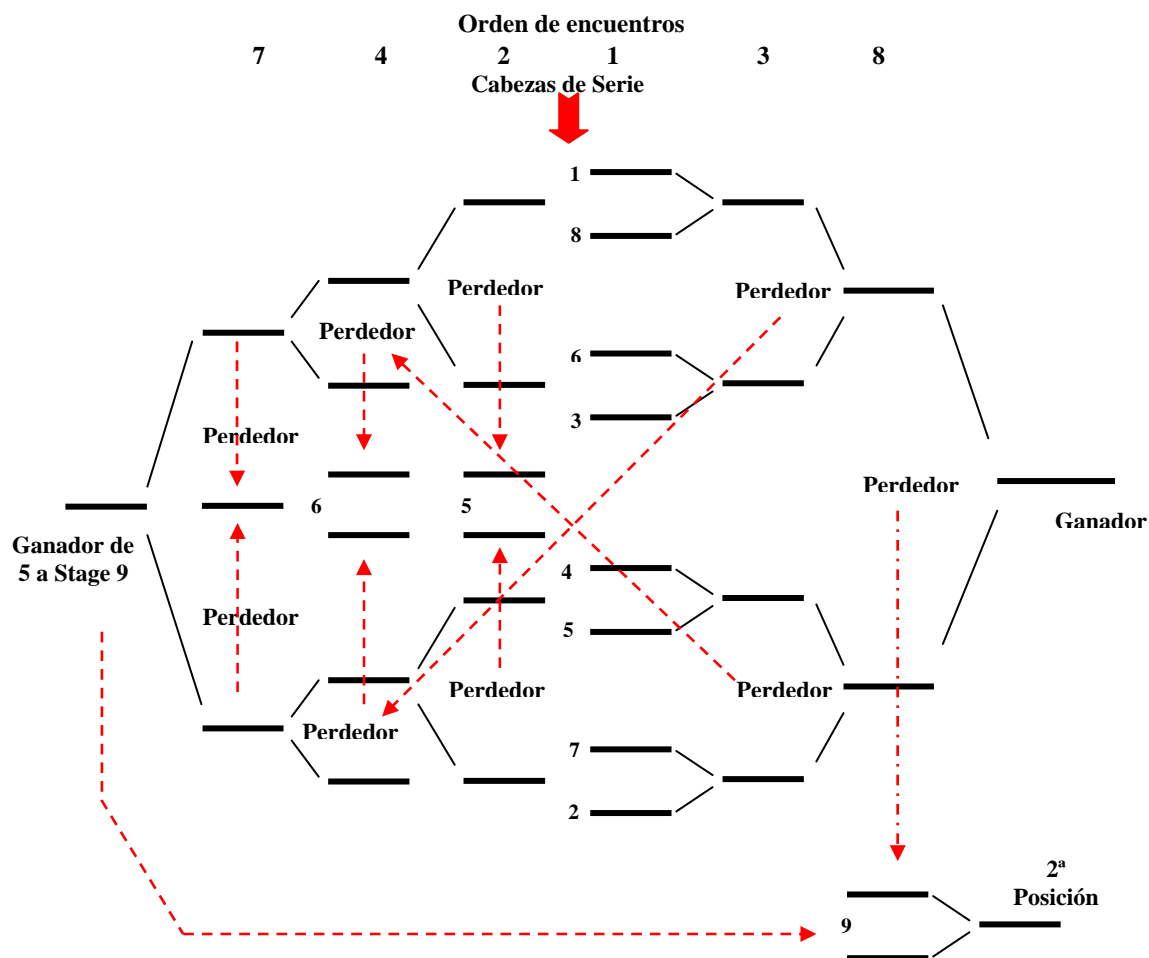 Orden de encuentros
7 4 2 1 3 8
Cabezas de Serie
1
8
Perdedor Perdedor
Perdedor
6
3
Perdedor
Perdedor
6 5
Ganador de
5 a Stage 9
Ganador
4
5
Perdedor
Perdedor Perdedor
Perdedor
7
2
2ª
Posición
9